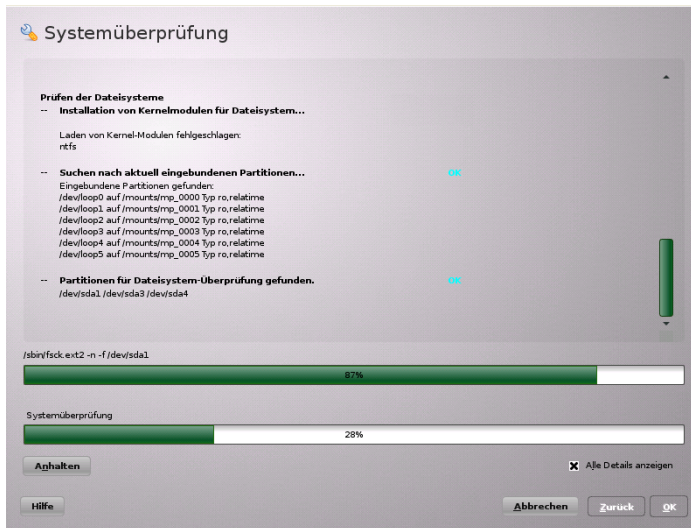 Systemüberprüfung
Prüfen der Dateisysteme
-- Installation von Kernelmodulen für Dateisystem...
Laden von Kernel-Modulen fehlgeschlagen:
ntfs
-- Suchen nach aktuell eingebundenen Partitionen... OK
Eingebundene Partitionen gefunden:
/dev/loop0 auf /mounts/mp_0000 Typ ro,relatime
/dev/loop1 auf /mounts/mp_0001 Typ ro,relatime
/dev/loop2 auf /mounts/mp_0002 Typ ro,relatime
/dev/loop3 auf /mounts/mp_0003 Typ ro,relatime
/dev/loop4 auf /mounts/mp_0004 Typ ro,relatime
/dev/loop5 auf /mounts/mp_0005 Typ ro,relatime
-- Partitionen für Dateisystem-Überprüfung gefunden. OK
/dev/sda1 /dev/sda3 /dev/sda4
/sbin/fsck.ext2 -n -f /dev/sda1
87%
Systemüberprüfung
28%
Anhalten
Alle Details anzeigen
Hilfe
Abbrechen
Zurück
OK